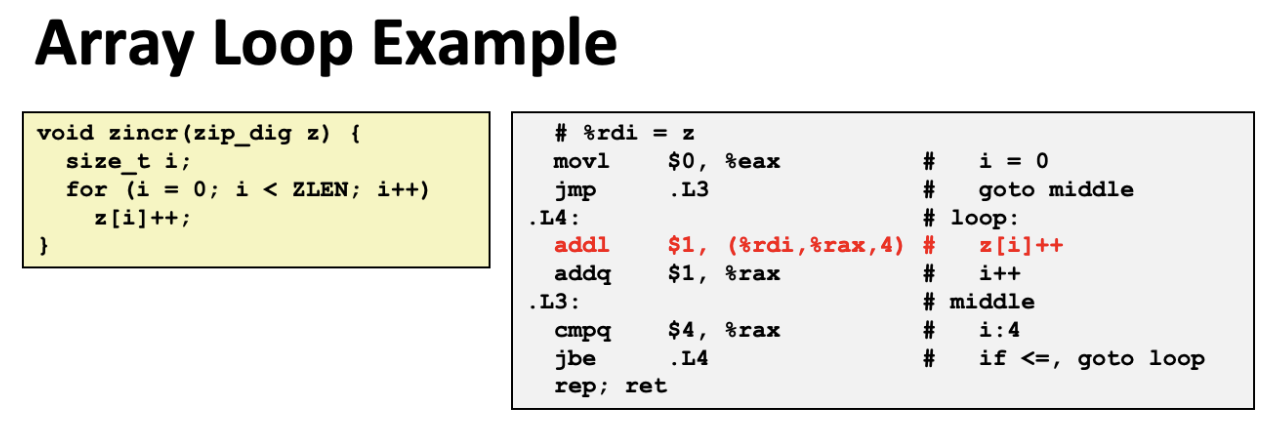 Array Loop Example
void zincr(zip_dig z) {
  size_t i;
  for (i = 0; i < ZLEN; i++)
    z[i]++;
}
  # %rdi = z
  movl    $0, %eax          #   i = 0
  jmp     .L3               #   goto middle
.L4:                        # loop:
  addl    $1, (%rdi,%rax,4) #   z[i]++
  addq    $1, %rax          #   i++
.L3:                        # middle
  cmpq    $4, %rax          #   i:4
  jbe     .L4               #   if <=, goto loop
  rep; ret